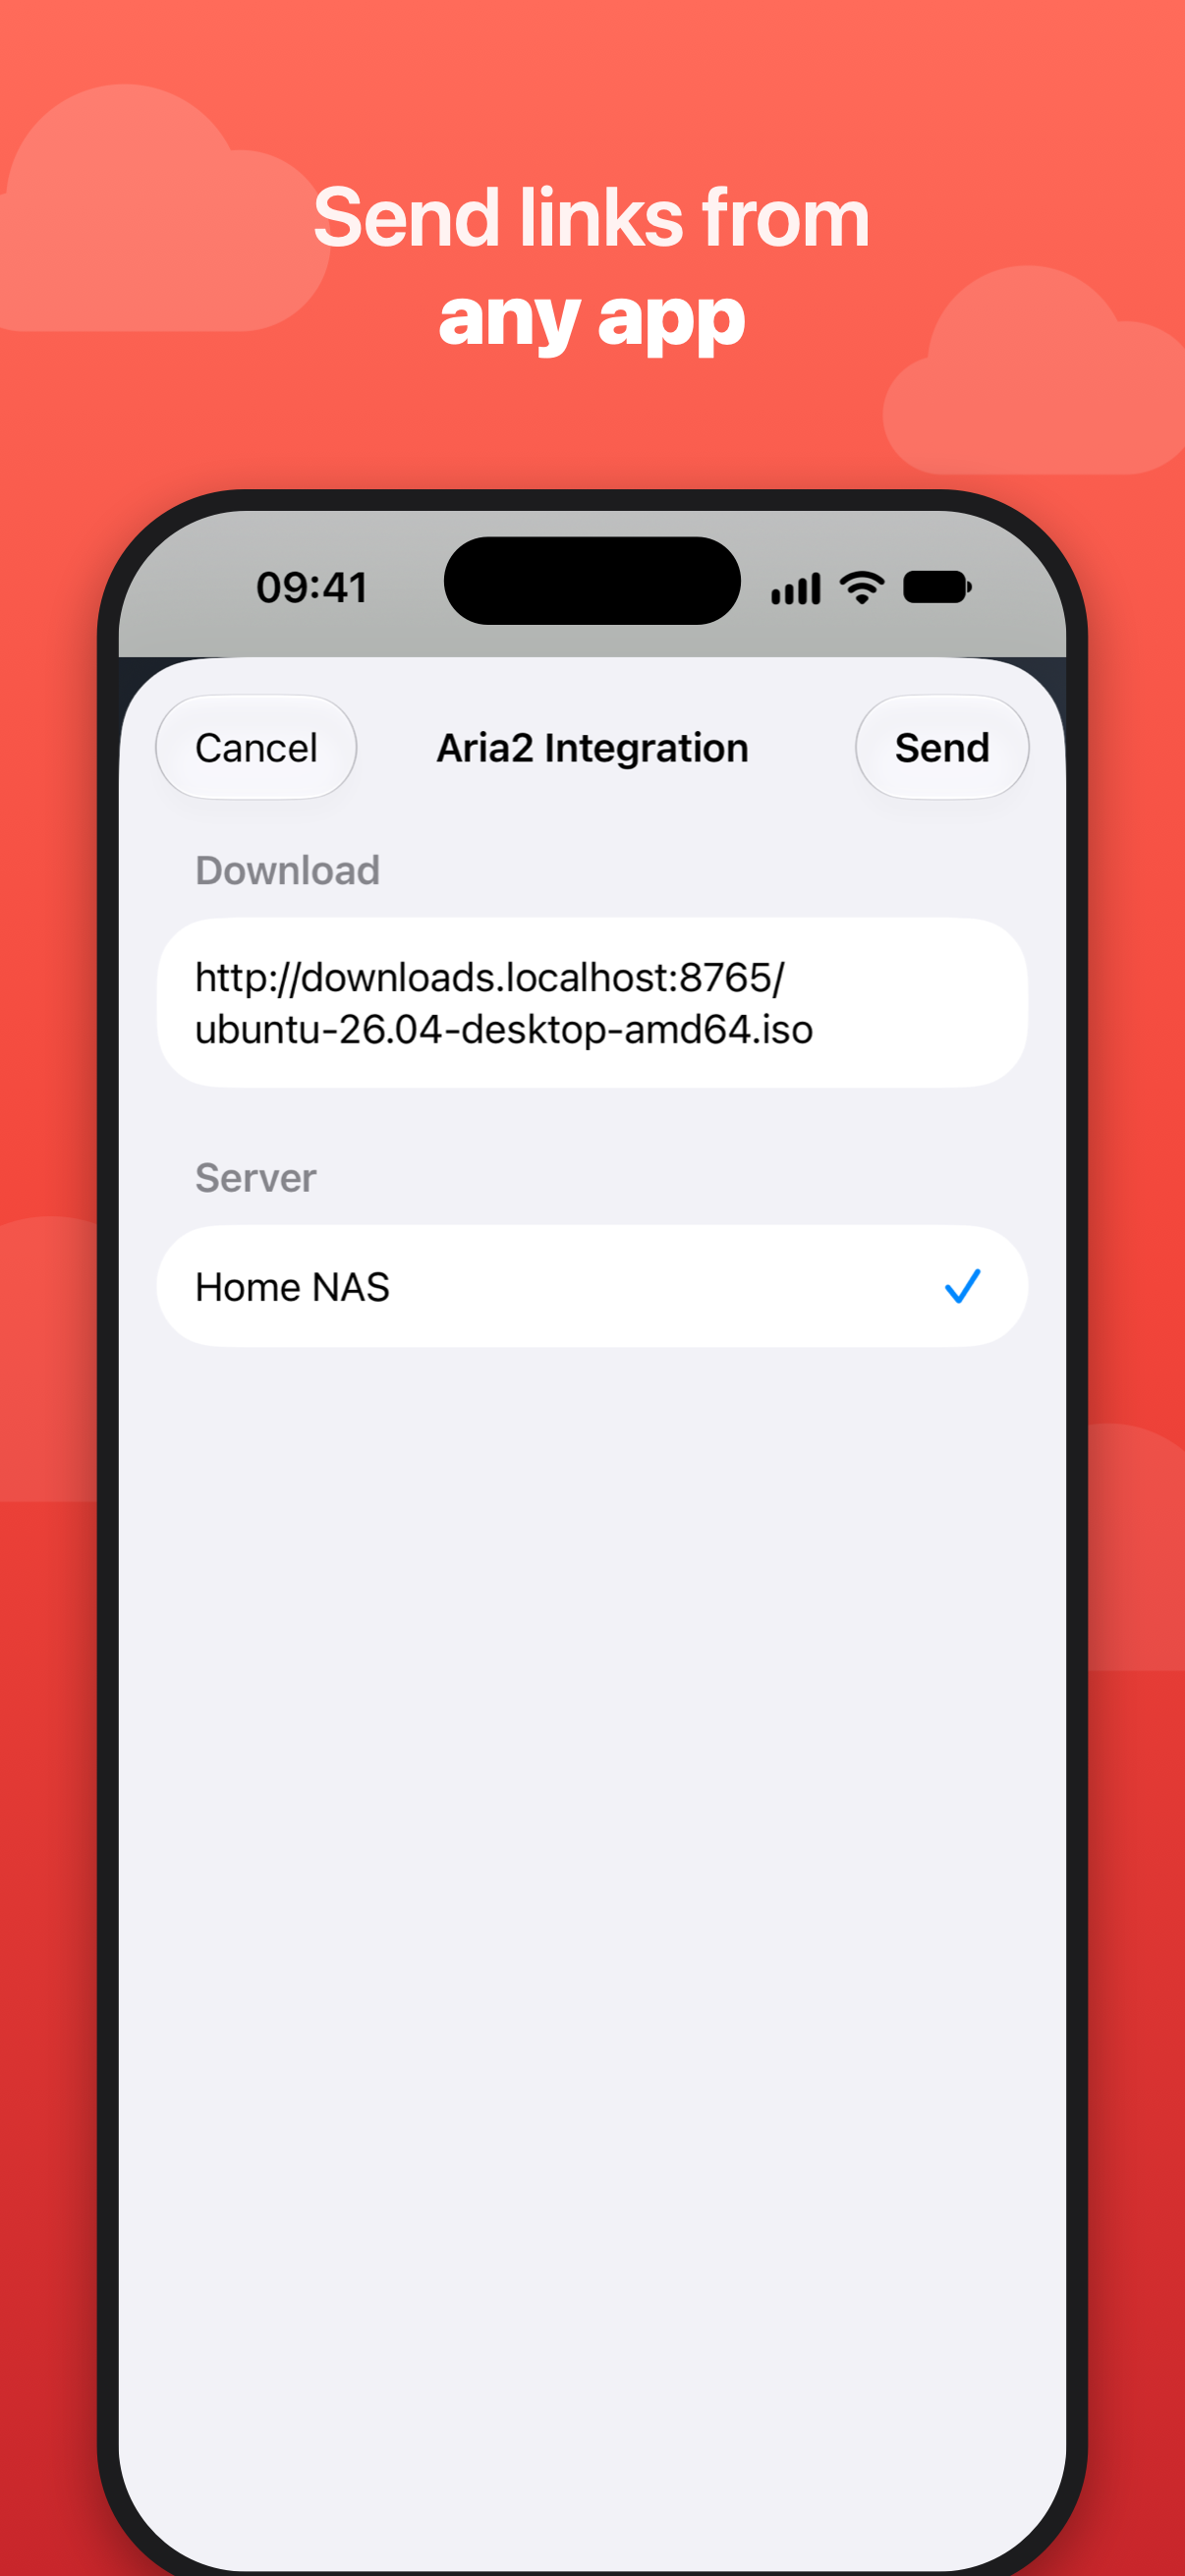 Send links from
any app
09:41
Cancel
Aria2 Integration
Send
Download
http://downloads.localhost:8765/
ubuntu-26.04-desktop-amd64.iso
Server
Home NAS